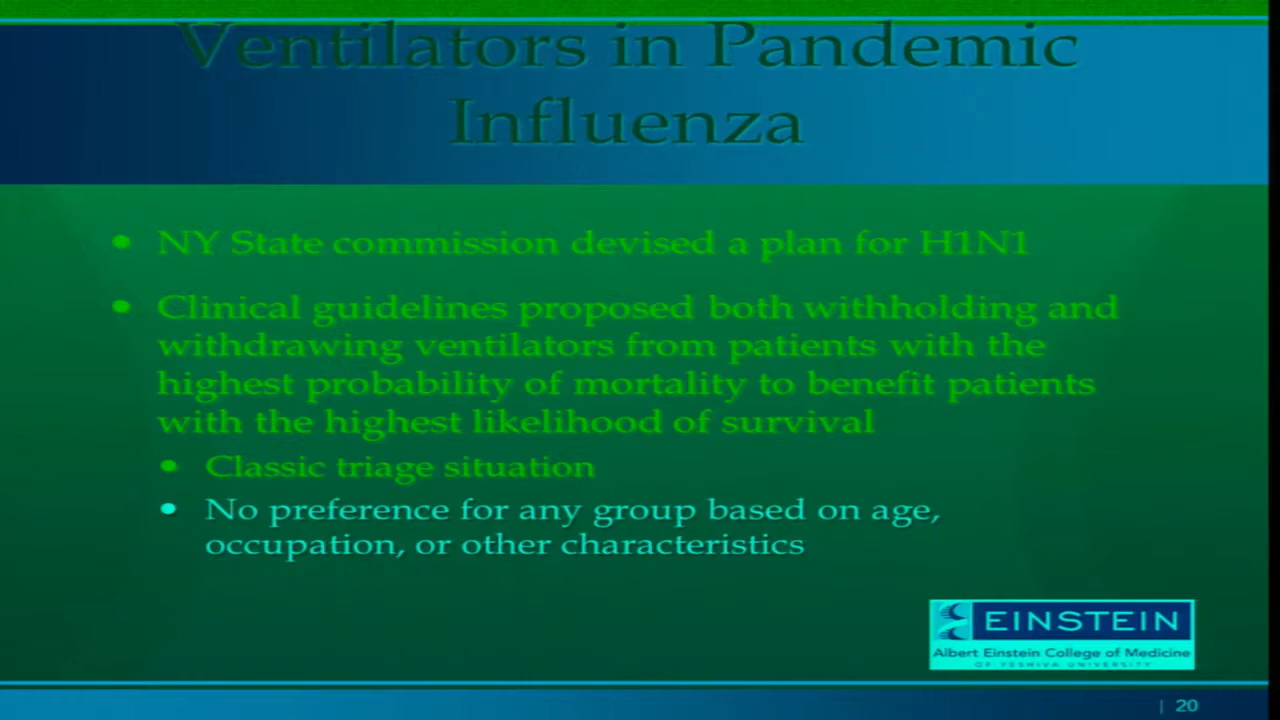 Ventilators in Pandemic
Influenza
• NY State commission devised a plan for H1N1
• Clinical guidelines proposed both withholding and
withdrawing ventilators from patients with the
highest probability of mortality to benefit patients
with the highest likelihood of survival
• Classic triage situation
• No preference for any group based on age,
occupation, or other characteristics
EINSTEIN
Albert Einstein College of Medicine
OF YESHIVA UNIVERSITY
| 20